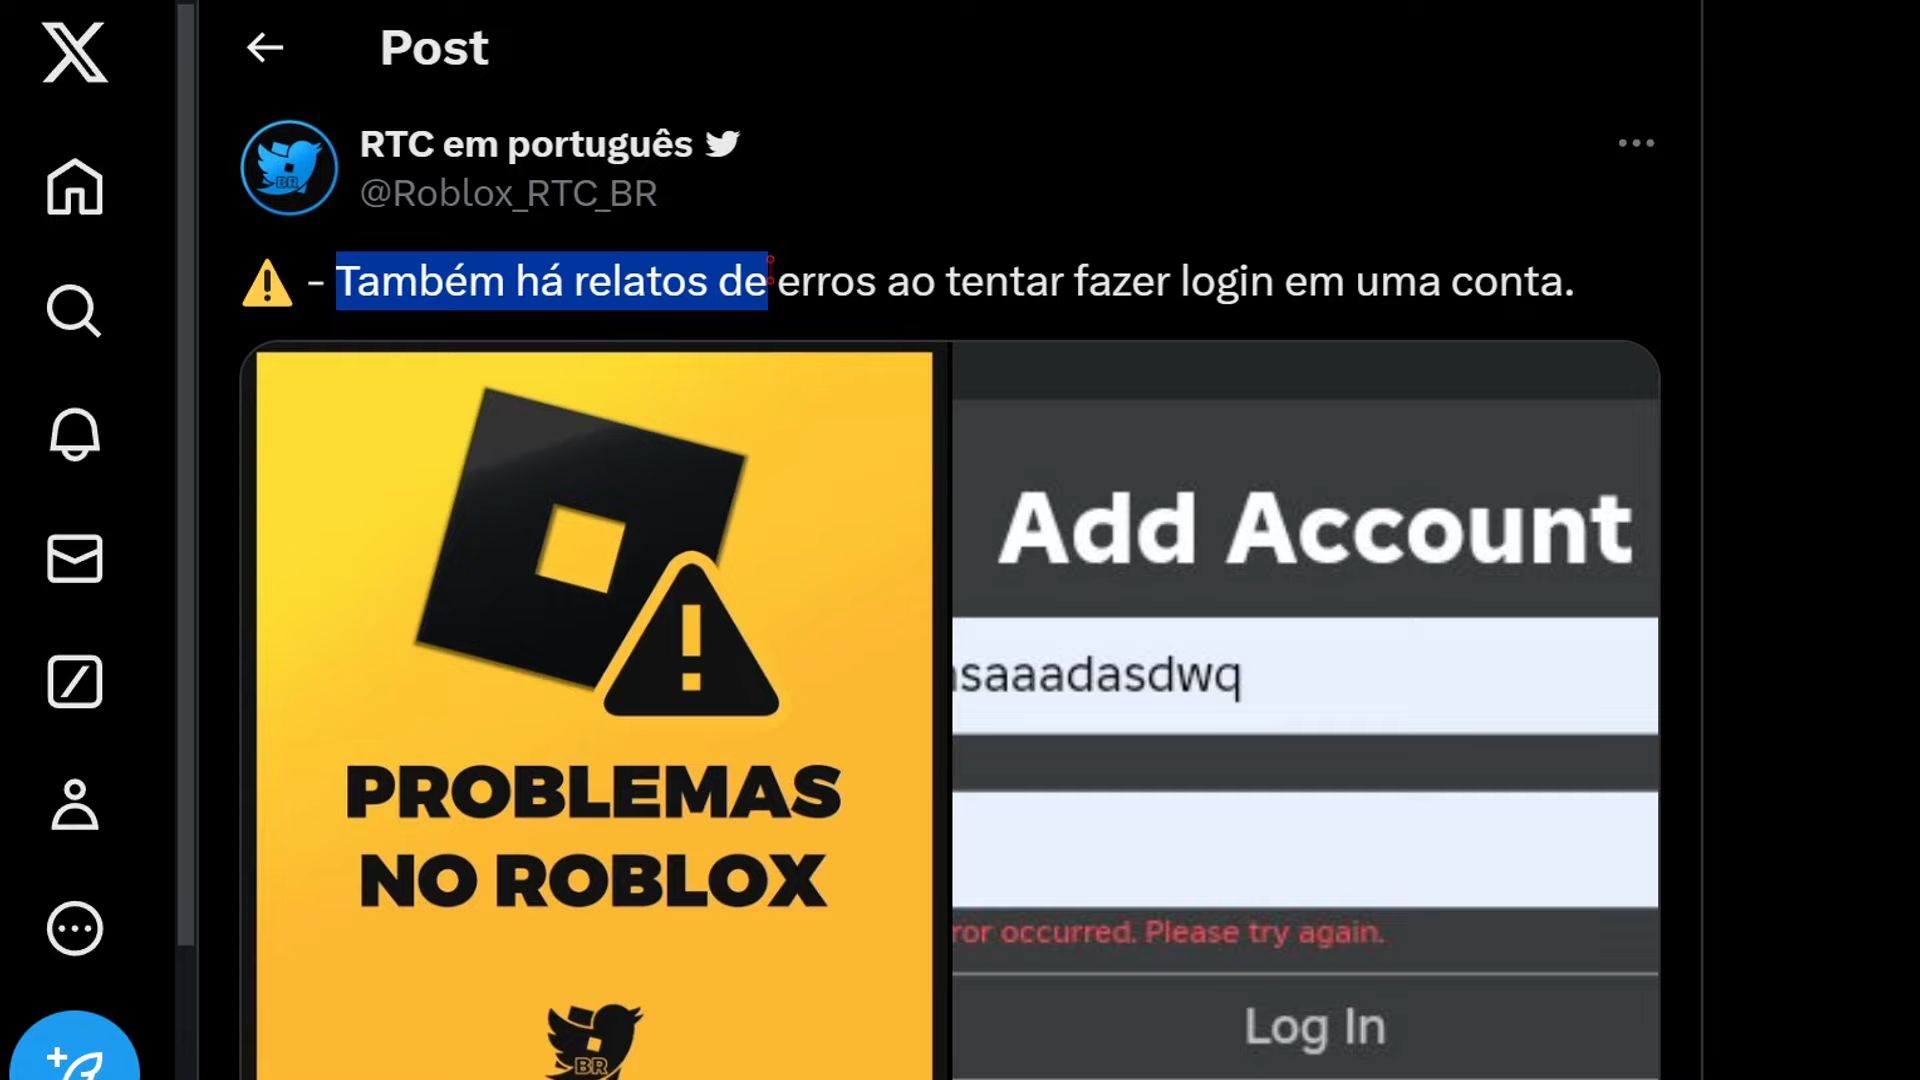 Post
RTC em português
@Roblox_RTC_BR
⚠️ - Também há relatos de erros ao tentar fazer login em uma conta.
PROBLEMAS
NO ROBLOX
BR
Add Account
saaadasdwq
ror occurred. Please try again.
Log In